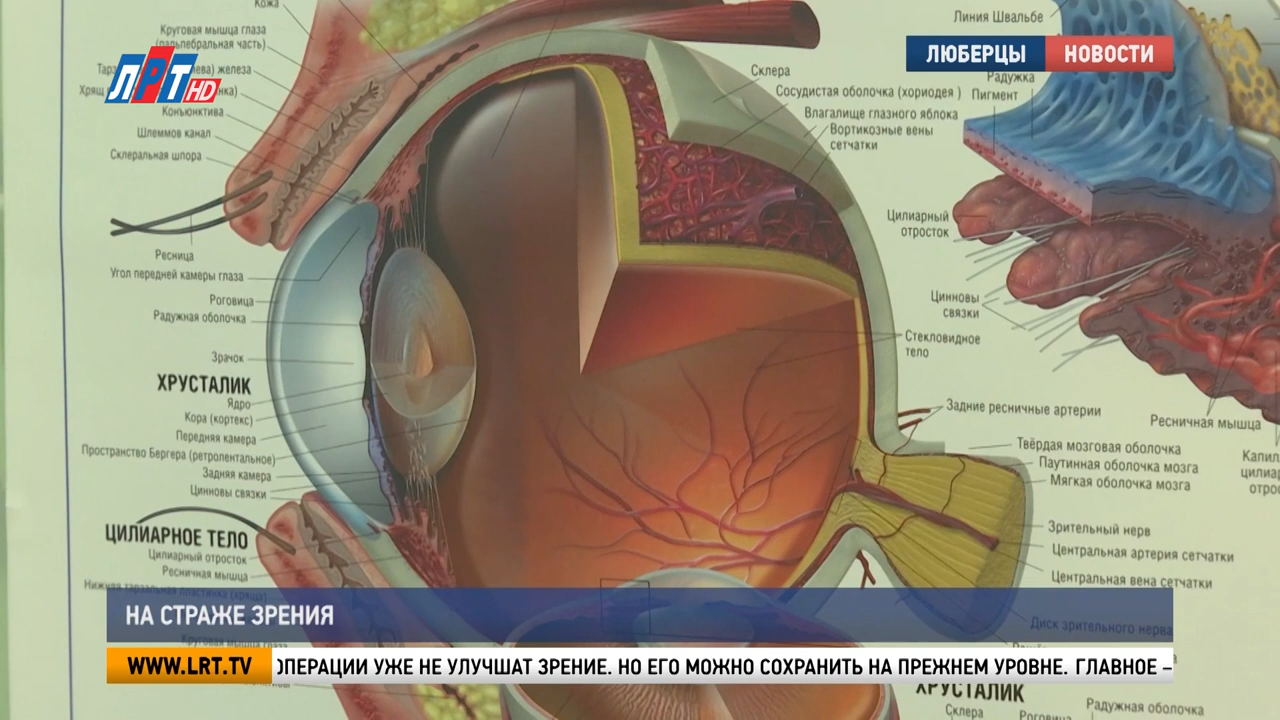 Кожа
Круговая мышца глаза
(пальпебральная часть)
железа
Хрящ
Конъюнктива
Шлеммов канал
Склеральная шпора
Ресница
Угол передней камеры глаза
Роговица
Радужная оболочка
Зрачок
ХРУСТАЛИК
Ядро
Кора (кортекс)
Передняя камера
Пространство Бергера (ретролентальное)
Задняя камера
Цинновы связки
ЦИЛИАРНОЕ ТЕЛО
Цилиарный отросток
Ресничная мышца
Нижняя тарзальная пластинка (хряща)
Круговая мышца глаза
ЛРТ HD
Склера
Сосудистая оболочка (хориодея )
Влагалище глазного яблока
Вортикозные вены
сетчатки
Линия Швальбе
ЛЮБЕРЦЫ НОВОСТИ
Радужка
Пигмент
Цилиарный
отросток
Цинновы
связки
Стекловидное
тело
Задние ресничные артерии
Ресничная мышца
Твёрдая мозговая оболочка
Паутинная оболочка мозга
Мягкая оболочка мозга
Зрительный нерв
Центральная артерия сетчатки
Центральная вена сетчатки
Диск зрительного нерва
НА СТРАЖЕ ЗРЕНИЯ
WWW.LRT.TV
ОПЕРАЦИИ УЖЕ НЕ УЛУЧШАТ ЗРЕНИЕ. НО ЕГО МОЖНО СОХРАНИТЬ НА ПРЕЖНЕМ УРОВНЕ. ГЛАВНОЕ –
ХРУСТАЛИК
Склера
Роговица
Радужная оболочка